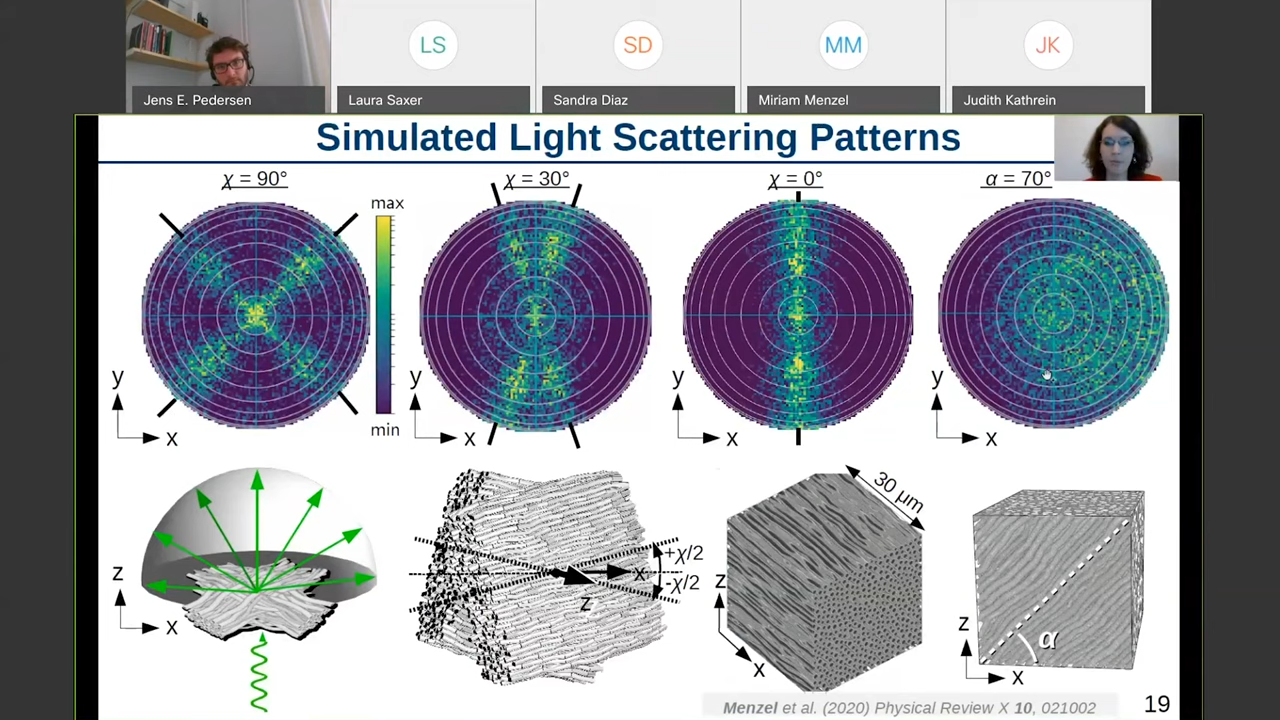 LS
SD
MM
JK
Jens E. Pedersen
Laura Saxer
Sandra Diaz
Miriam Menzel
Judith Kathrein
Simulated Light Scattering Patterns
χ = 90°
χ = 30°
χ = 0°
α = 70°
max
min
y
x
y
x
y
x
y
x
z
x
+χ/2
-χ/2
x
z
30 µm
z
x
z
α
x
Menzel et al. (2020) Physical Review X 10, 021002
19